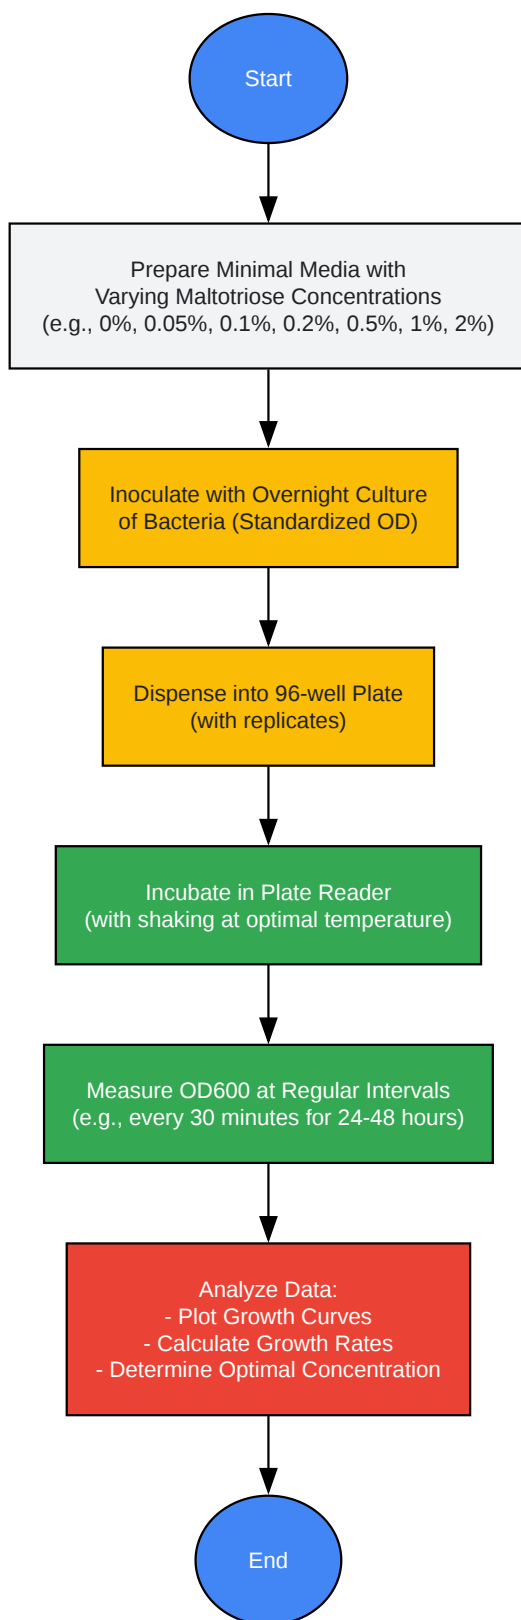 Start
Prepare Minimal Media with
Varying Maltotriose Concentrations
(e.g., 0%, 0.05%, 0.1%, 0.2%, 0.5%, 1%, 2%)
Inoculate with Overnight Culture
of Bacteria (Standardized OD)
Dispense into 96-well Plate
(with replicates)
Incubate in Plate Reader
(with shaking at optimal temperature)
Measure OD600 at Regular Intervals
(e.g., every 30 minutes for 24-48 hours)
Analyze Data:
- Plot Growth Curves
- Calculate Growth Rates
- Determine Optimal Concentration
End